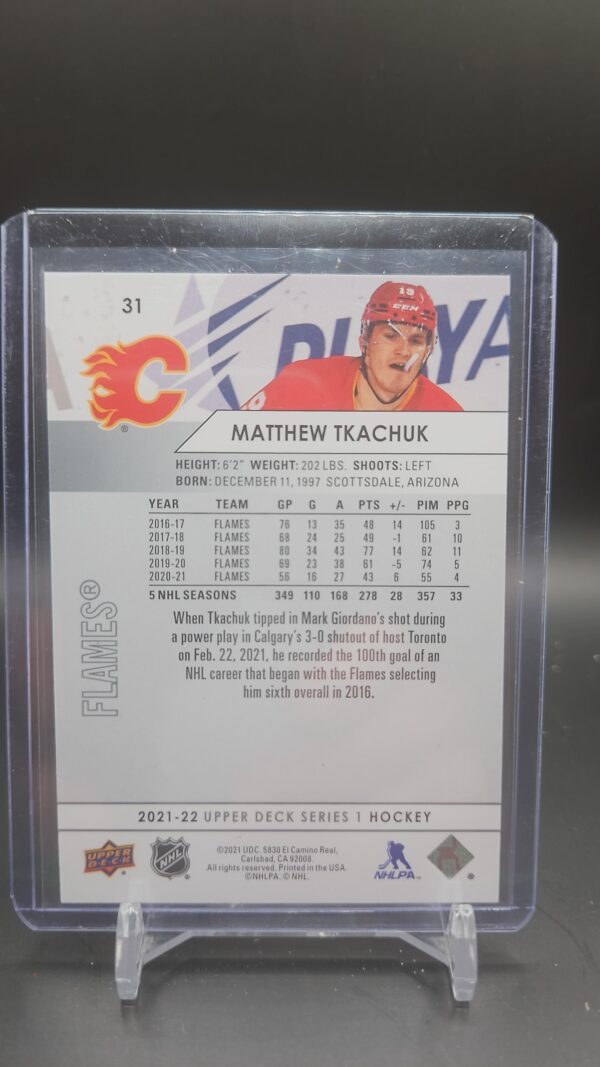 31
19
PLAYA
C
®
MATTHEW TKACHUK
HEIGHT: 6'2" WEIGHT: 202 LBS. SHOOTS: LEFT
BORN: DECEMBER 11, 1997 SCOTTSDALE, ARIZONA
YEAR TEAM GP G A PTS +/- PIM PPG
2016-17 FLAMES 76 13 35 48 14 105 3
2017-18 FLAMES 68 24 25 49 -1 61 10
2018-19 FLAMES 80 34 43 77 14 62 11
2019-20 FLAMES 69 23 38 61 -5 74 5
2020-21 FLAMES 56 16 27 43 6 55 4
5 NHL SEASONS 349 110 168 278 28 357 33
FLAMES®
When Tkachuk tipped in Mark Giordano's shot during
a power play in Calgary's 3-0 shutout of host Toronto
on Feb. 22, 2021, he recorded the 100th goal of an
NHL career that began with the Flames selecting
him sixth overall in 2016.
2021-22 UPPER DECK SERIES 1 HOCKEY
UPPER DECK®
NHL®
©2021 UDC. 5830 El Camino Real,
Carlsbad, CA 92008.
All rights reserved. Printed in the USA.
©NHLPA. © NHL.
NHLPA™
®